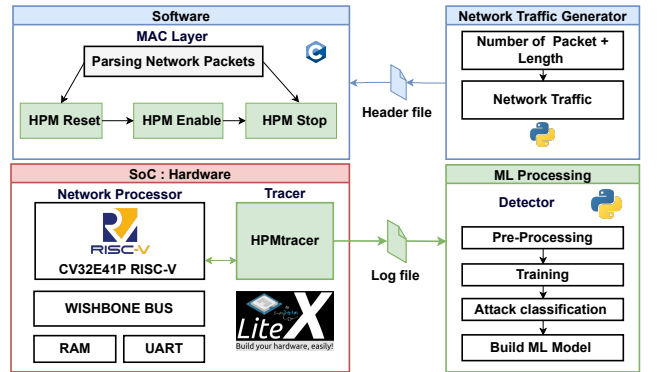 Software
MAC Layer
Parsing Network Packets
HPM Reset
HPM Enable
HPM Stop
Header file
Network Traffic Generator
Number of Packet +
Length
Network Traffic
SoC : Hardware
Network Processor
RISC-V
CV32E41P RISC-V
WISHBONE BUS
RAM
UART
Tracer
HPMtracer
LiteX
Build your hardware, easily!
Log file
ML Processing
Detector
Pre-Processing
Training
Attack classification
Build ML Model